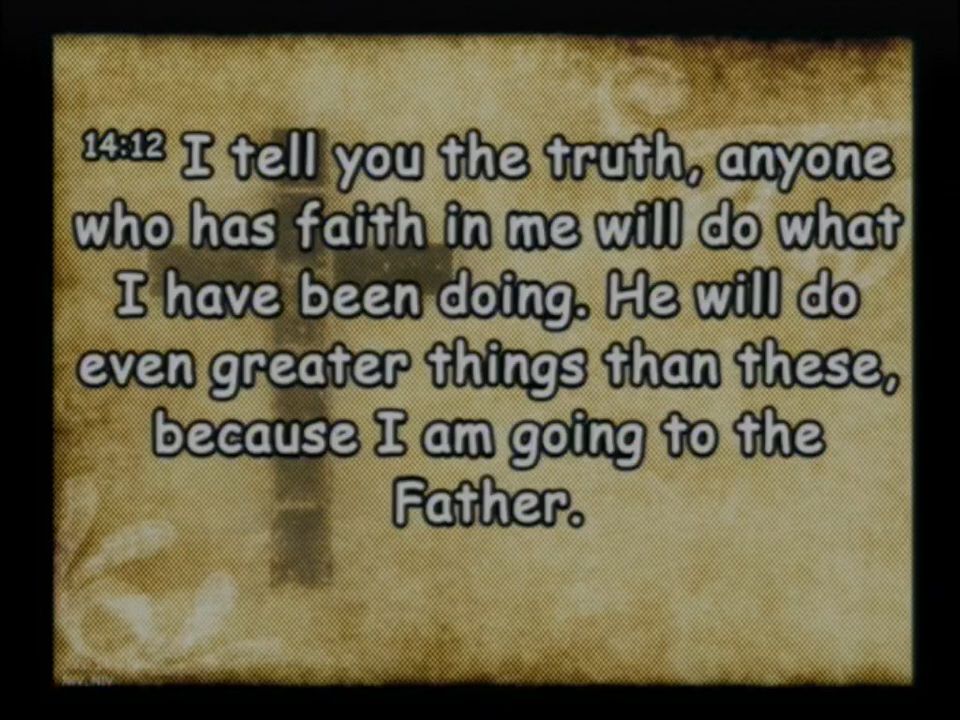 14:12 I tell you the truth, anyone
who has faith in me will do what
I have been doing. He will do
even greater things than these,
because I am going to the
Father.
NIV